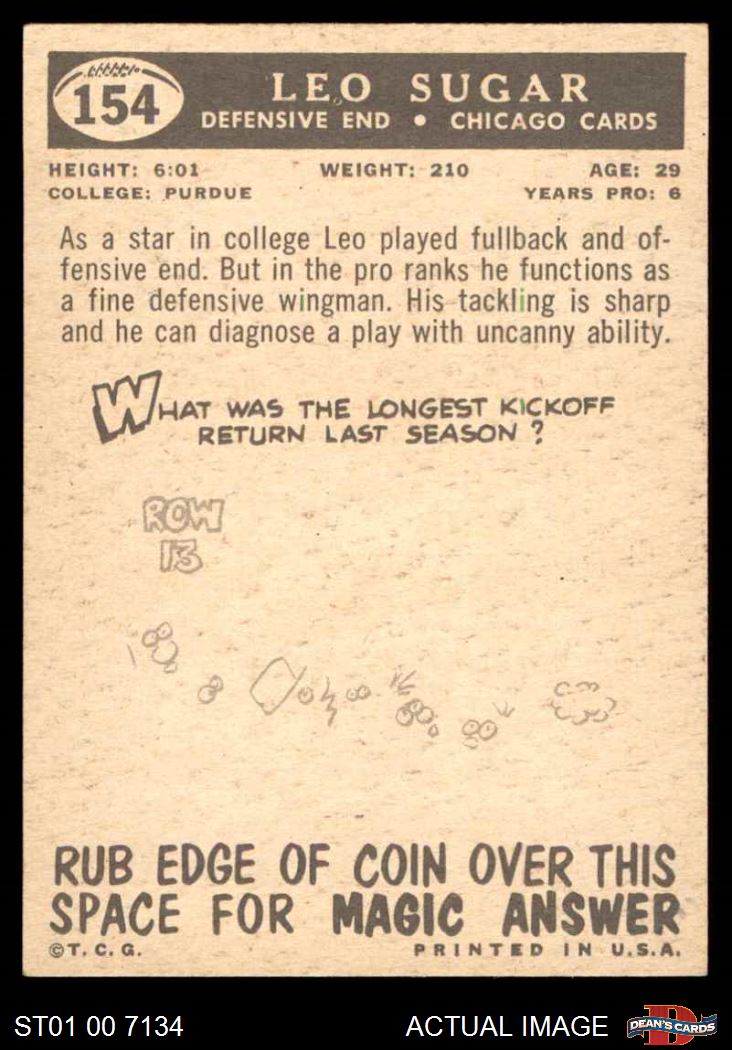 154
LEO SUGAR
DEFENSIVE END • CHICAGO CARDS
HEIGHT: 6:01 WEIGHT: 210 AGE: 29
COLLEGE: PURDUE YEARS PRO: 6
As a star in college Leo played fullback and of-
fensive end. But in the pro ranks he functions as
a fine defensive wingman. His tackling is sharp
and he can diagnose a play with uncanny ability.
WHAT WAS THE LONGEST KICKOFF
RETURN LAST SEASON?
ROW
13
RUB EDGE OF COIN OVER THIS
SPACE FOR MAGIC ANSWER
©T.C.G. PRINTED IN U.S.A.
ST01 00 7134 ACTUAL IMAGE D DEAN'S CARDS